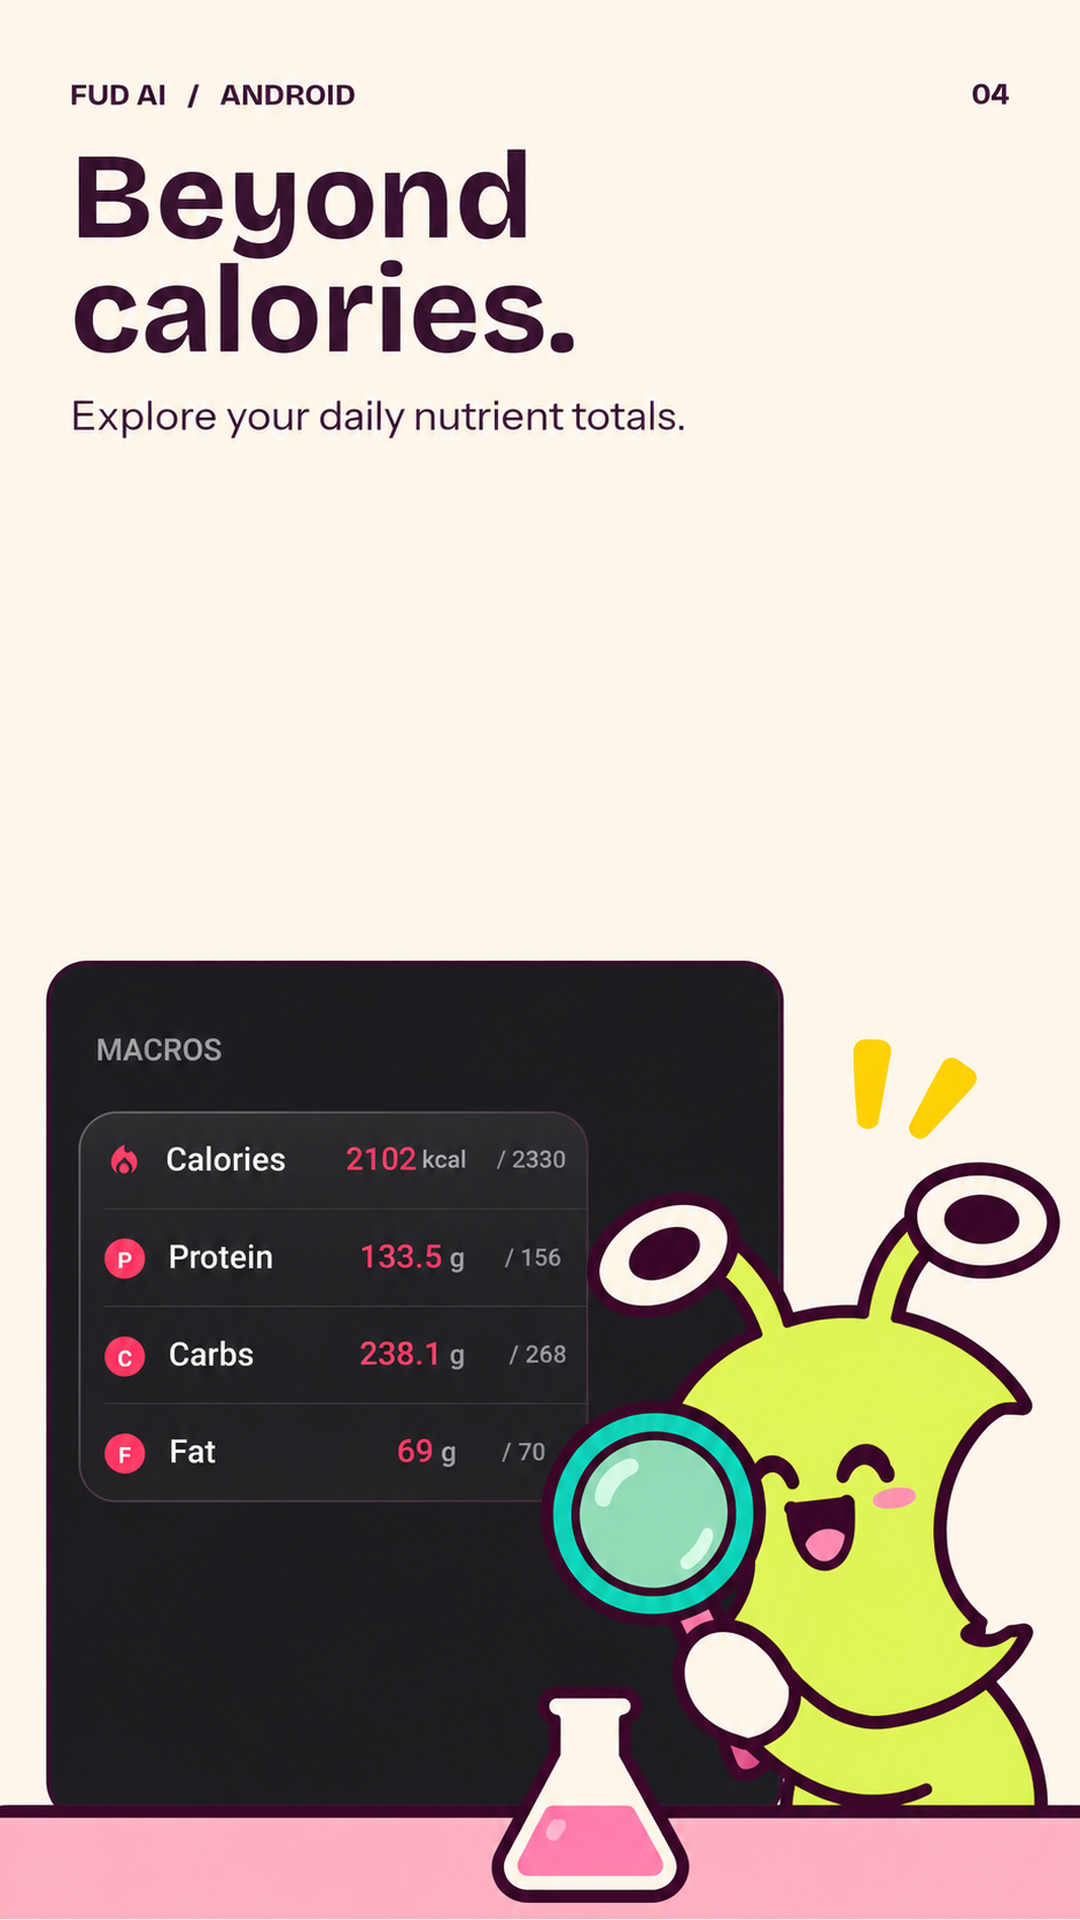 FUD AI / ANDROID
04
Beyond
calories.
Explore your daily nutrient totals.
MACROS
Calories 2102 kcal / 2330
P Protein 133.5 g / 156
C Carbs 238.1 g / 268
F Fat 69 g / 70